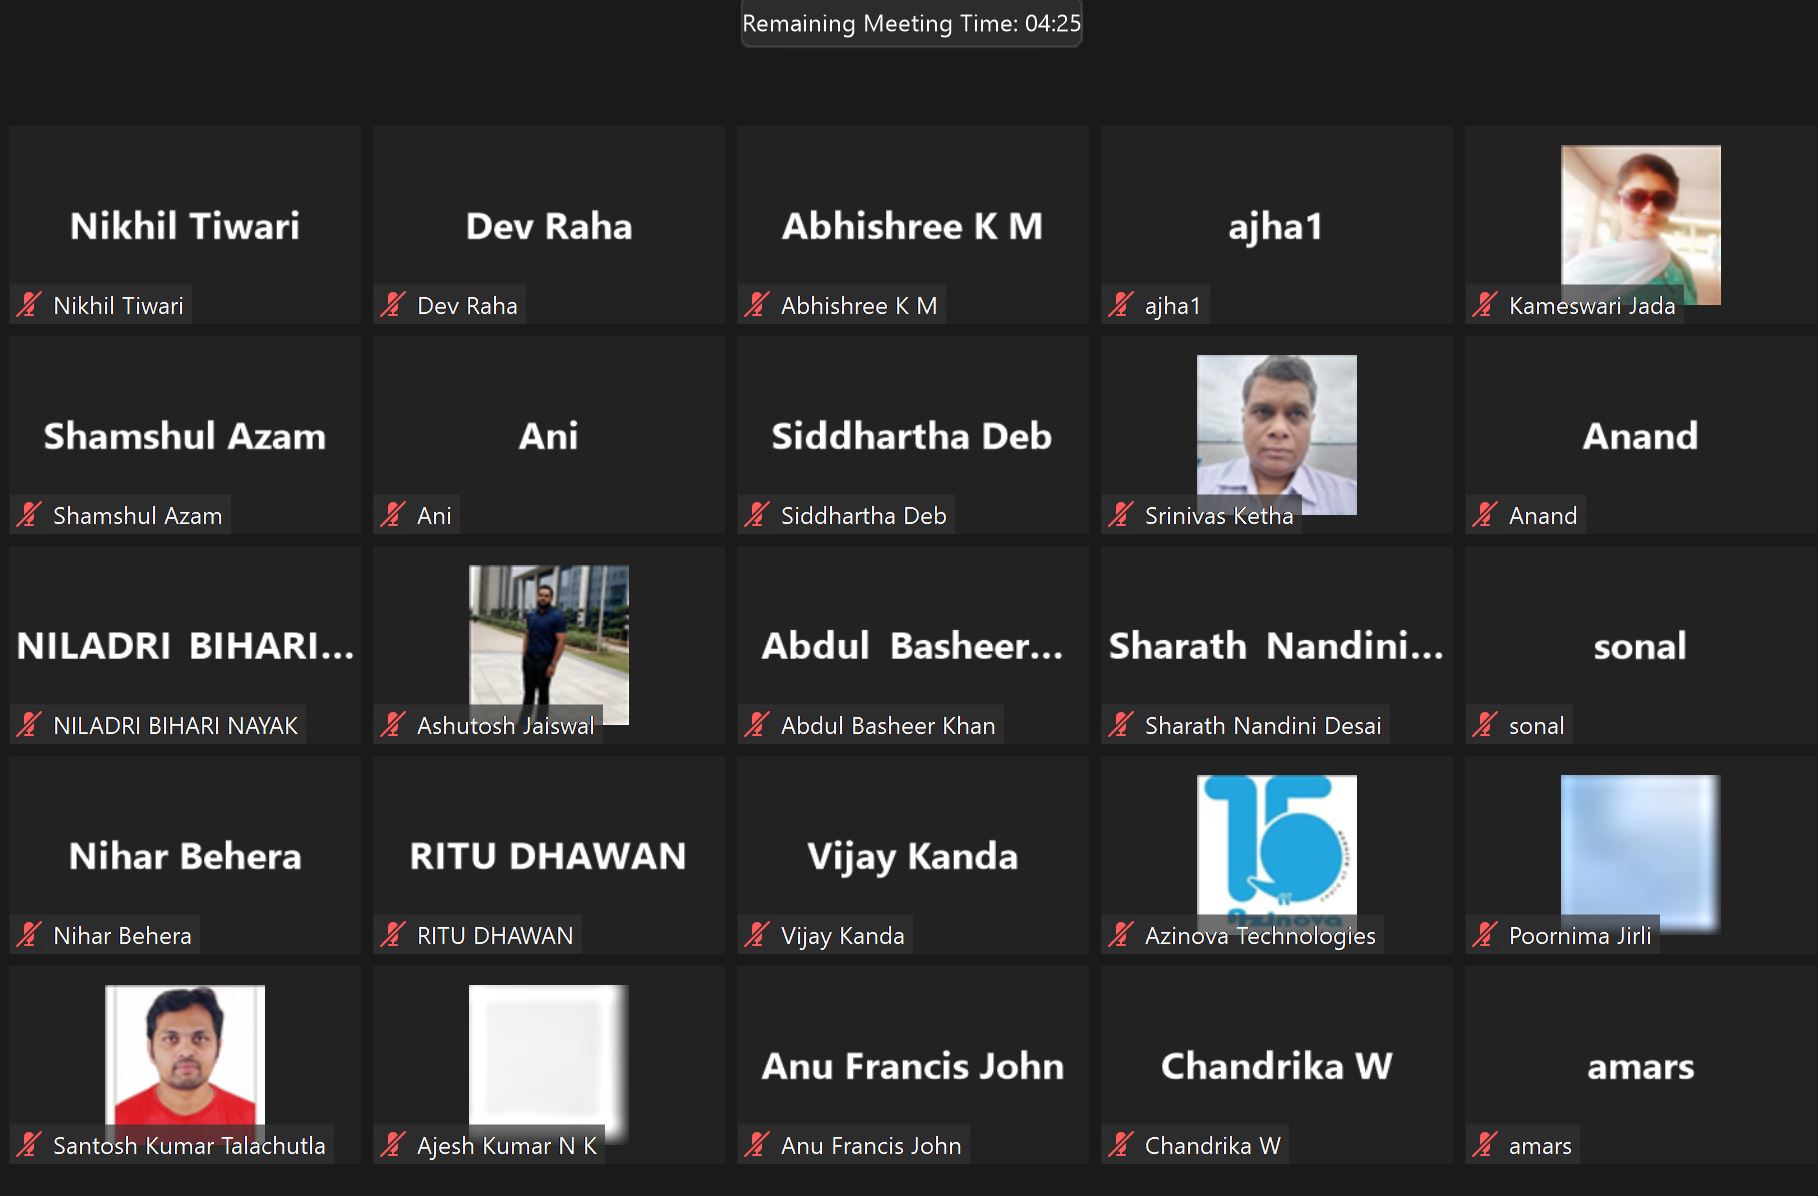 Remaining Meeting Time: 04:25
Nikhil Tiwari
Nikhil Tiwari
Dev Raha
Dev Raha
Abhishree K M
Abhishree K M
ajha1
ajha1
Kameswari Jada
Shamshul Azam
Shamshul Azam
Ani
Ani
Siddhartha Deb
Siddhartha Deb
Srinivas Ketha
Anand
Anand
NILADRI BIHARI...
NILADRI BIHARI NAYAK
Ashutosh Jaiswal
Abdul Basheer...
Abdul Basheer Khan
Sharath Nandini...
Sharath Nandini Desai
sonal
sonal
Nihar Behera
Nihar Behera
RITU DHAWAN
RITU DHAWAN
Vijay Kanda
Vijay Kanda
15
Azinova
Azinova Technologies
Poornima Jirli
Santosh Kumar Talachutla
Ajesh Kumar N K
Anu Francis John
Anu Francis John
Chandrika W
Chandrika W
amars
amars